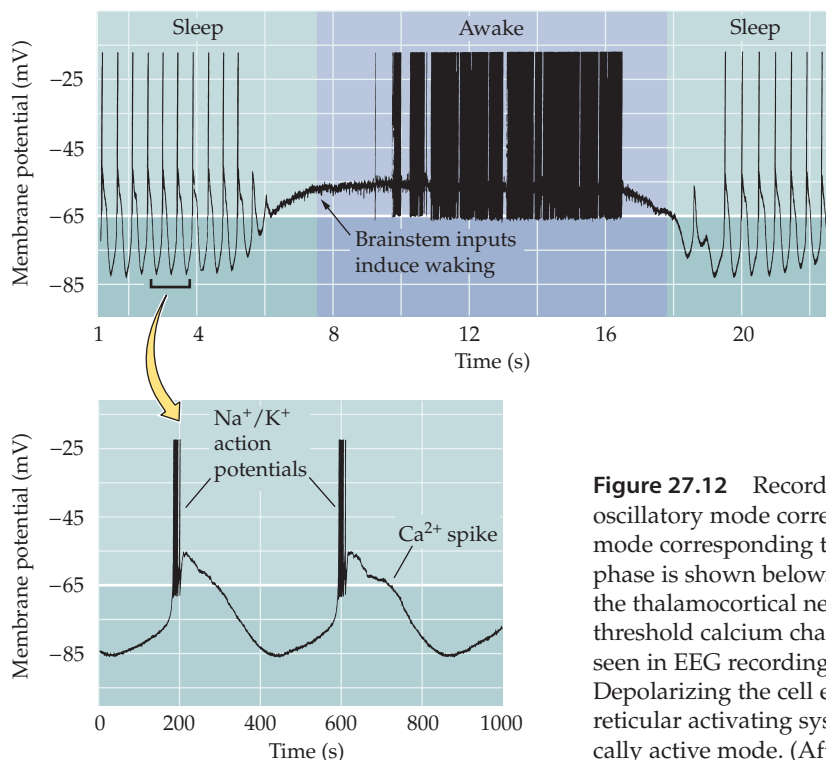 Sleep
Awake
Sleep
Membrane potential (mV)
−25
−45
−65
−85
Brainstem inputs
induce waking
1
4
8
12
16
20
Time (s)
Membrane potential (mV)
−25
−45
−65
−85
Na⁺/K⁺
action
potentials
Ca²⁺ spike
0
200
400
600
800
1000
Time (s)
Figure 27.12 Record
oscillatory mode corre
mode corresponding t
phase is shown below
the thalamocortical ne
threshold calcium cha
seen in EEG recording
Depolarizing the cell e
reticular activating sys
cally active mode. (Af